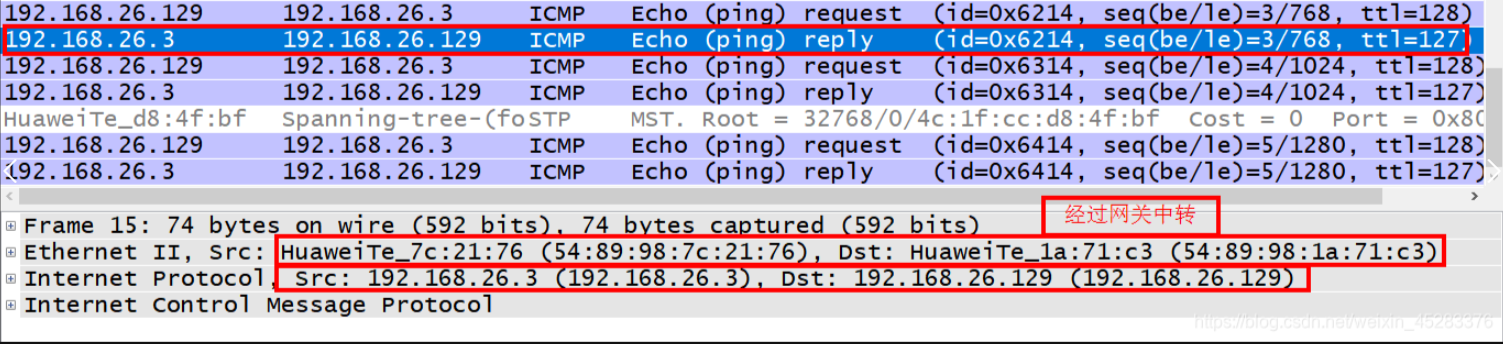 192.168.26.129 192.168.26.3 ICMP Echo (ping) request (id=0x6214, seq(be/le)=3/768, ttl=128)
192.168.26.3 192.168.26.129 ICMP Echo (ping) reply (id=0x6214, seq(be/le)=3/768, ttl=127)
192.168.26.129 192.168.26.3 ICMP Echo (ping) request (id=0x6314, seq(be/le)=4/1024, ttl=128)
192.168.26.3 192.168.26.129 ICMP Echo (ping) reply (id=0x6314, seq(be/le)=4/1024, ttl=127)
HuaweiTe_d8:4f:bf Spanning-tree-(fo STP MST. Root = 32768/0/4c:1f:cc:d8:4f:bf Cost = 0 Port = 0x80
192.168.26.129 192.168.26.3 ICMP Echo (ping) request (id=0x6414, seq(be/le)=5/1280, ttl=128)
192.168.26.3 192.168.26.129 ICMP Echo (ping) reply (id=0x6414, seq(be/le)=5/1280, ttl=127)
经过网关中转
Frame 15: 74 bytes on wire (592 bits), 74 bytes captured (592 bits)
Ethernet II, Src: HuaweiTe_7c:21:76 (54:89:98:7c:21:76), Dst: HuaweiTe_1a:71:c3 (54:89:98:1a:71:c3)
Internet Protocol, Src: 192.168.26.3 (192.168.26.3), Dst: 192.168.26.129 (192.168.26.129)
Internet Control Message Protocol
https://blog.csdn.net/weixin_45283376